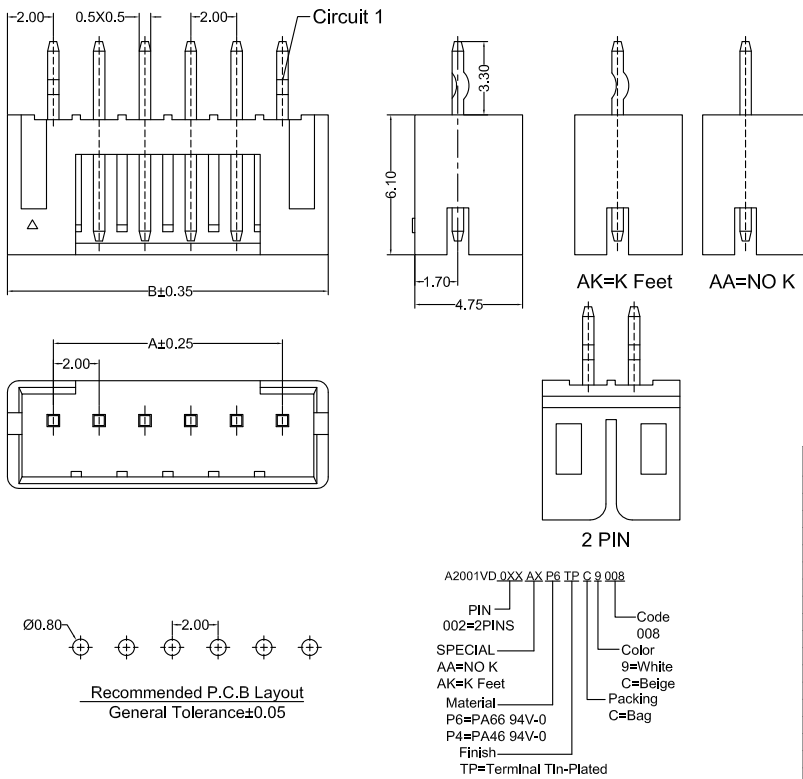 2.00
0.5X0.5
2.00
Circuit 1
3.30
6.10
1.70
4.75
AK=K Feet
AA=NO K
B±0.35
A±0.25
2.00
2 PIN
Ø0.80
2.00
Recommended P.C.B Layout
General Tolerance±0.05
A2001VD 0XX AX P6 TP C 9 008
PIN
002=2PINS
SPECIAL
AA=NO K
AK=K Feet
Material
P6=PA66 94V-0
P4=PA46 94V-0
Finish
TP=Terminal Tin-Plated
Code
008
Color
9=White
C=Beige
Packing
C=Bag